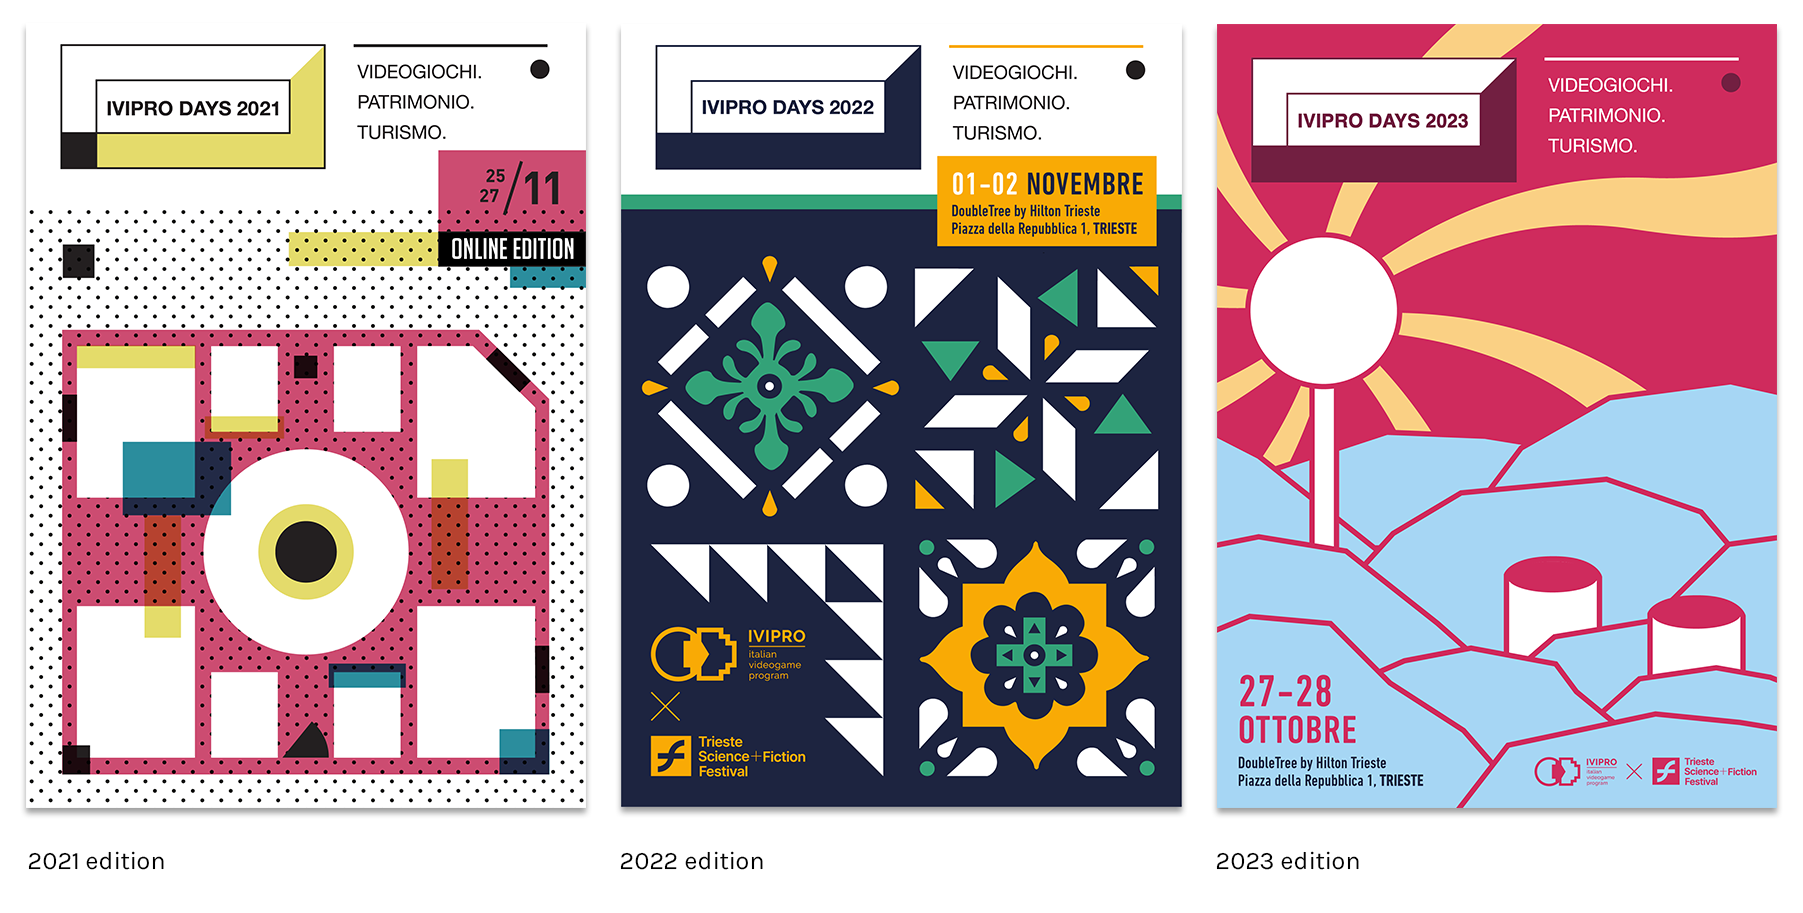 IVIPRO DAYS 2021
VIDEOGIOCHI.
PATRIMONIO.
TURISMO.
25
27/11
ONLINE EDITION
2021 edition
IVIPRO DAYS 2022
VIDEOGIOCHI.
PATRIMONIO.
TURISMO.
01-02 NOVEMBRE
DoubleTree by Hilton Trieste
Piazza della Repubblica 1, TRIESTE
IVIPRO
italian
videogame
program
Trieste
Science+Fiction
Festival
2022 edition
IVIPRO DAYS 2023
VIDEOGIOCHI.
PATRIMONIO.
TURISMO.
27-28
OTTOBRE
DoubleTree by Hilton Trieste
Piazza della Repubblica 1, TRIESTE
IVIPRO
italian
videogame
program
Trieste
Science+Fiction
Festival
2023 edition